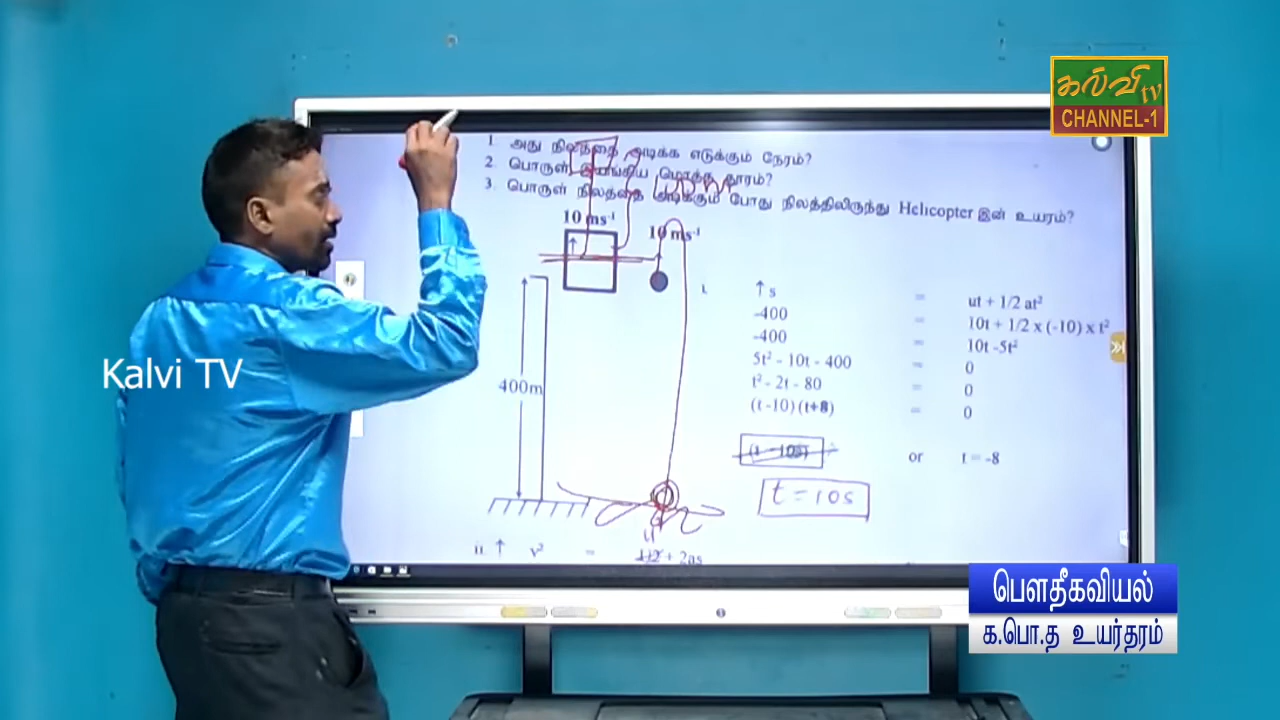 கல்வி TV
CHANNEL-1
1. அது நிலத்தை அடிக்க எடுக்கும் நேரம்?
2. பொருள் இயங்கிய மொத்த தூரம்?
3. பொருள் நிலத்தை அடிக்கும் போது நிலத்திலிருந்து Helicopter இன் உயரம்?
10 ms⁻¹
10 ms⁻¹
400m
i. ↑ s = ut + 1/2 at²
-400 = 10t + 1/2 x (-10) x t²
-400 = 10t -5t²
5t² - 10t - 400 = 0
t² - 2t - 80 = 0
(t -10) (t+8) = 0
or t = -8
t = 10s
ii. ↑ v² = + 2as
Kalvi TV
பௌதீகவியல்
க.பொ.த உயர்தரம்